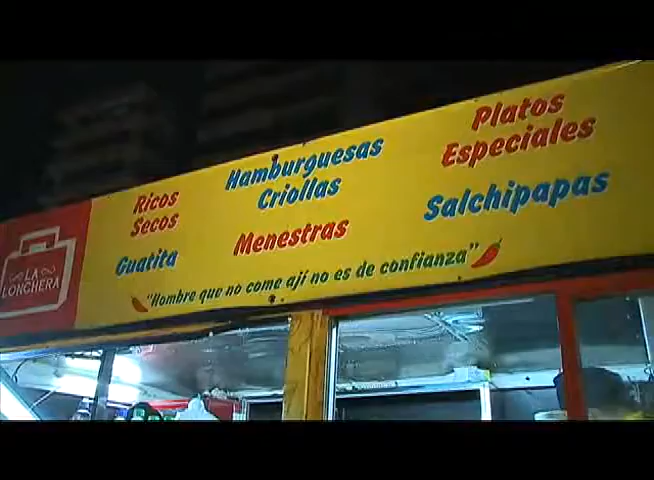 LA
LONCHERA
Ricos
Secos
Guatita
Hamburguesas
Criollas
Menestras
Platos
Especiales
Salchipapas
"Hombre que no come ají no es de confianza"